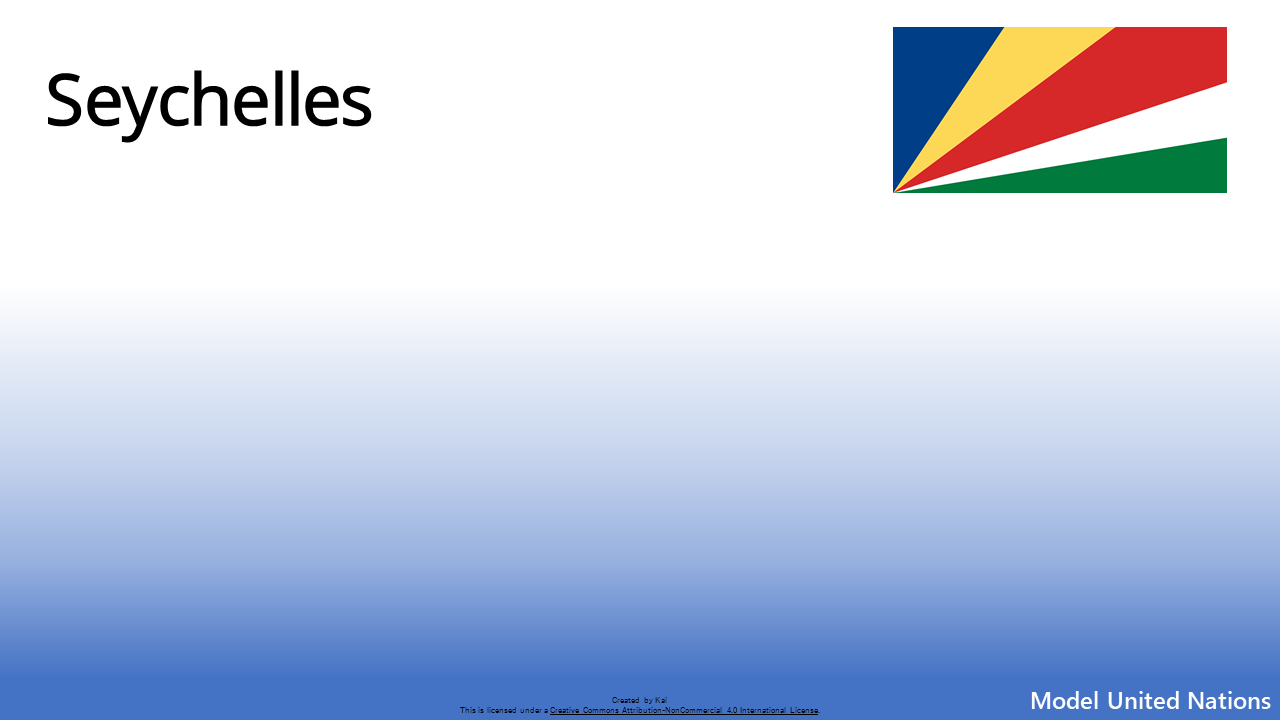 Seychelles
Created by Kai
This is licensed under a Creative Commons Attribution-NonCommercial 4.0 International License.
Model United Nations